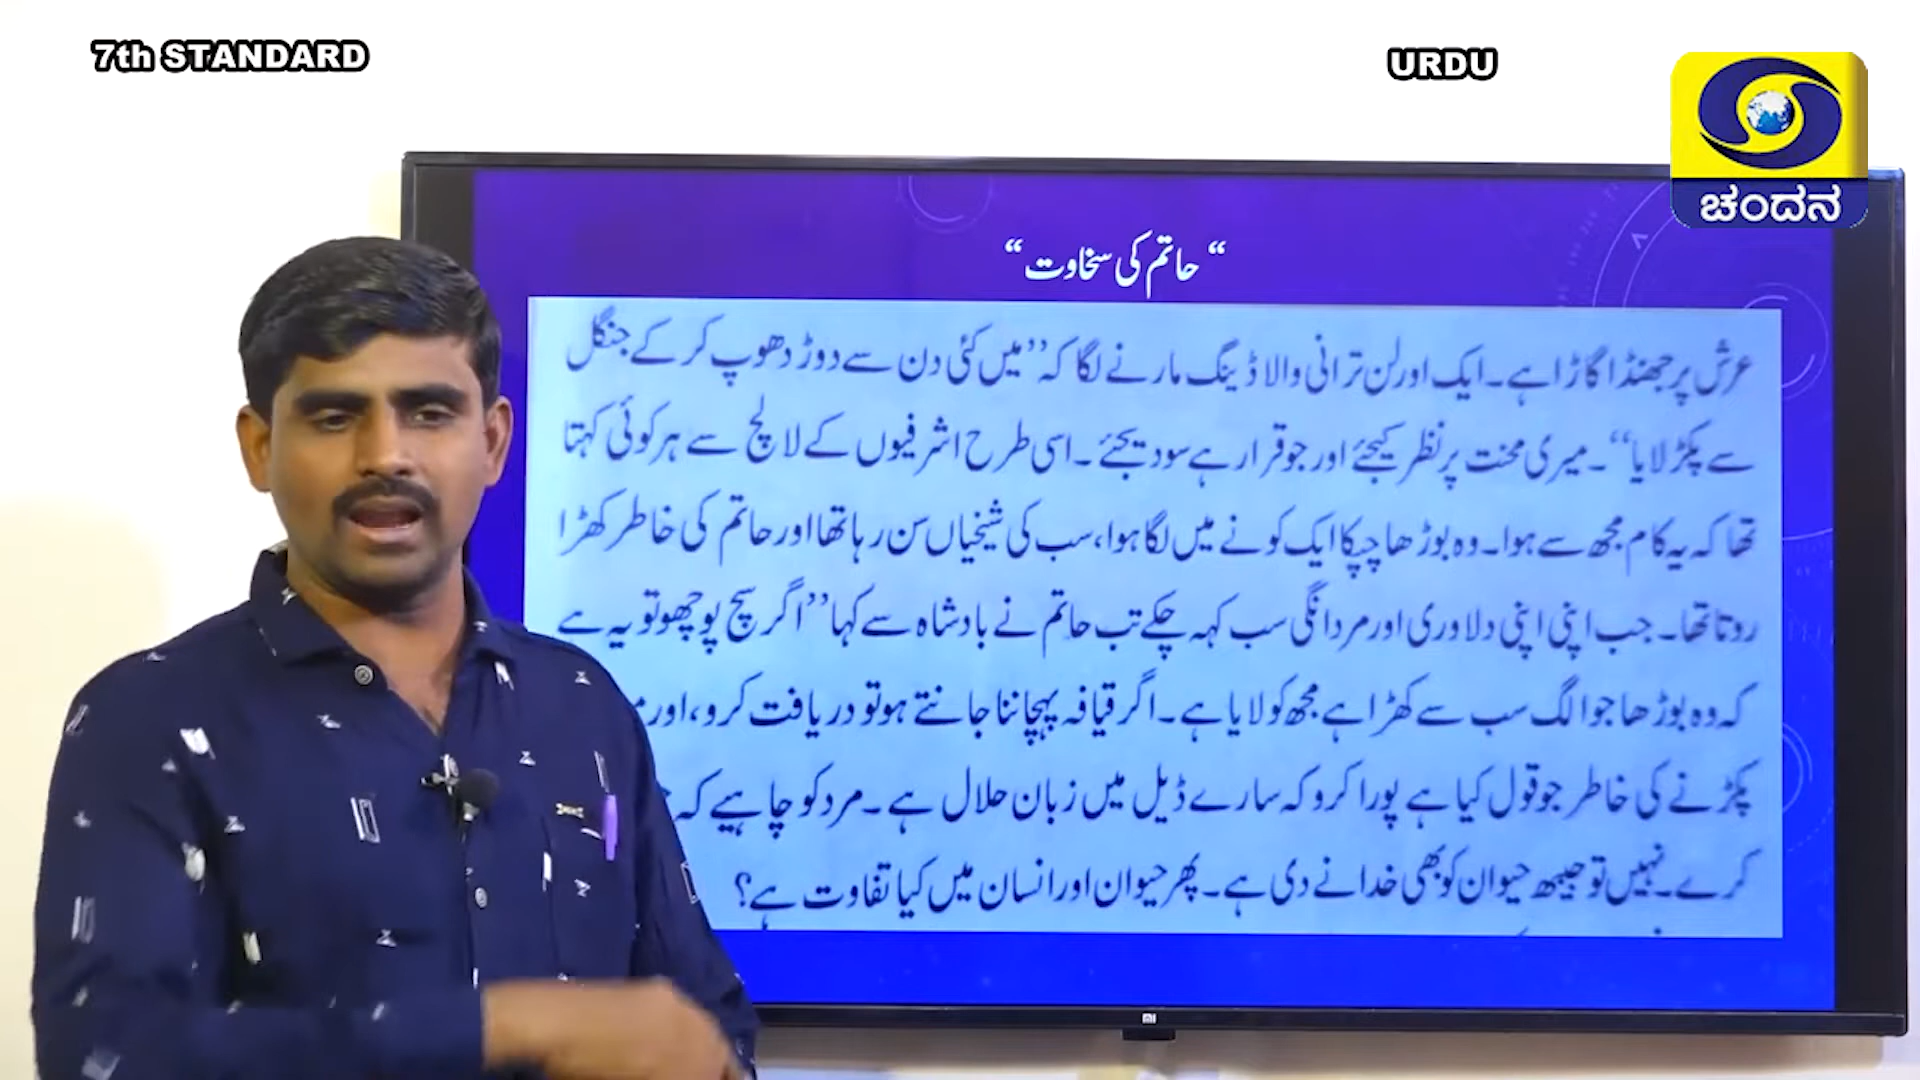 7th STANDARD
URDU
ಚಂದನ
“ حاتم کی سخاوت “
عرش پر جھنڈا گاڑا ہے۔ ایک اور لن ترانی والا ڈینگ مارنے لگا کہ ”میں کئی دن سے دوڑ دھوپ کر کے جنگل
سے پکڑ لایا“۔ میری محنت پر نظر کیجئے اور جو قرار ہے سو دیجئے۔ اسی طرح اشرفیوں کے لالچ سے ہر کوئی کہتا
تھا کہ یہ کام مجھ سے ہوا۔ وہ بوڑھا چپکا ایک کونے میں لگا ہوا، سب کی شیخیاں سن رہا تھا اور حاتم کی خاطر کھڑا
روتا تھا۔ جب اپنی اپنی دلاوری اور مردانگی سب کہہ چکے تب حاتم نے بادشاہ سے کہا ”اگر سچ پوچھو تو یہ ہے
کہ وہ بوڑھا جو الگ سب سے کھڑا ہے مجھ کو لایا ہے۔ اگر قیافہ پہچاننا جانتے ہو تو دریافت کرو، اور
پکڑنے کی خاطر جو قول کیا ہے پورا کرو کہ سارے ڈیل میں زبان حلال ہے۔ مرد کو چاہیے کہ
کرے۔ نہیں تو جیبھ حیوان کو بھی خدا نے دی ہے۔ پھر حیوان اور انسان میں کیا تفاوت ہے؟
mi